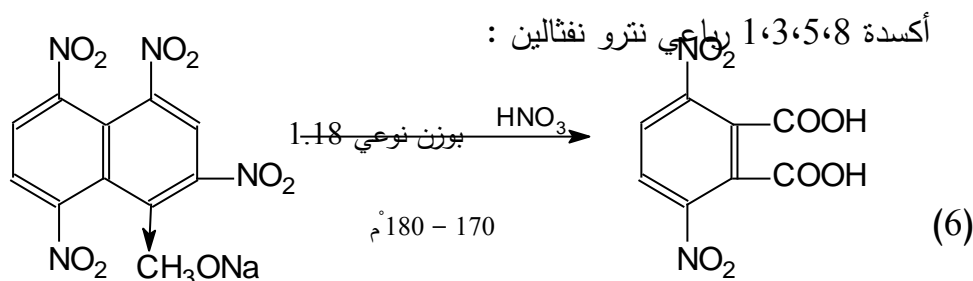 أكسدة 1،3،5،8 رباعي نترو نفثالين :
NO2 NO2 NO2
HNO3
COOH
بوزن نوعي 1.18
NO2
COOH
170 – 180°م
(6)
NO2 CH3ONa NO2